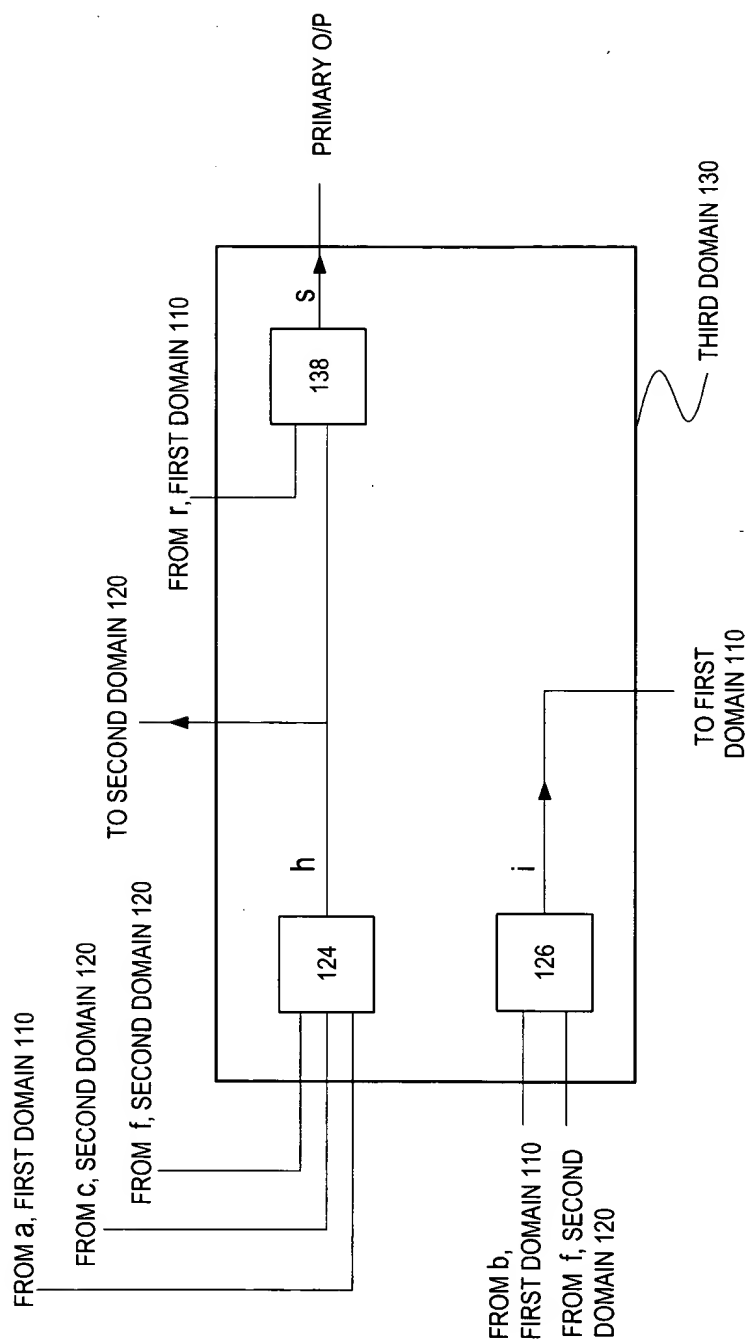 FROM a, FIRST DOMAIN 110
FROM c, SECOND DOMAIN 120
FROM f, SECOND DOMAIN 120
TO SECOND DOMAIN 120
FROM r, FIRST DOMAIN 110
PRIMARY O/P
124
h
138
s
FROM b,
FIRST DOMAIN 110
FROM f, SECOND
DOMAIN 120
126
i
TO FIRST
DOMAIN 110
THIRD DOMAIN 130